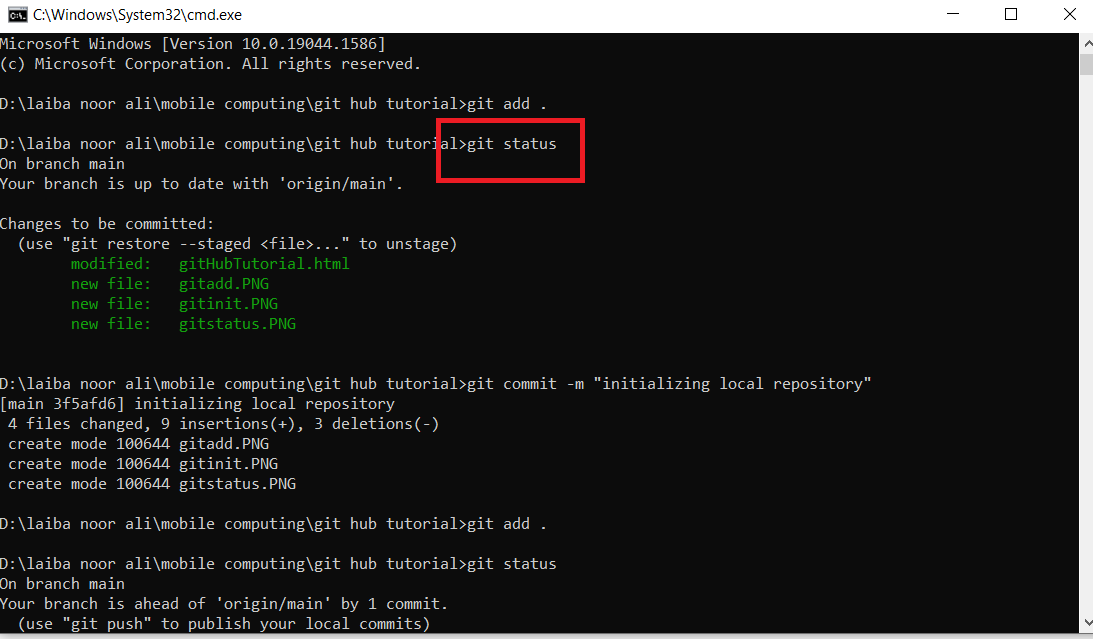 C:\Windows\System32\cmd.exe
Microsoft Windows [Version 10.0.19044.1586]
(c) Microsoft Corporation. All rights reserved.
D:\laiba noor ali\mobile computing\git hub tutorial>git add .
D:\laiba noor ali\mobile computing\git hub tutorial>git status
On branch main
Your branch is up to date with 'origin/main'.
Changes to be committed:
  (use "git restore --staged <file>..." to unstage)
        modified:   gitHubTutorial.html
        new file:   gitadd.PNG
        new file:   gitinit.PNG
        new file:   gitstatus.PNG
D:\laiba noor ali\mobile computing\git hub tutorial>git commit -m "initializing local repository"
[main 3f5afd6] initializing local repository
 4 files changed, 9 insertions(+), 3 deletions(-)
 create mode 100644 gitadd.PNG
 create mode 100644 gitinit.PNG
 create mode 100644 gitstatus.PNG
D:\laiba noor ali\mobile computing\git hub tutorial>git add .
D:\laiba noor ali\mobile computing\git hub tutorial>git status
On branch main
Your branch is ahead of 'origin/main' by 1 commit.
  (use "git push" to publish your local commits)